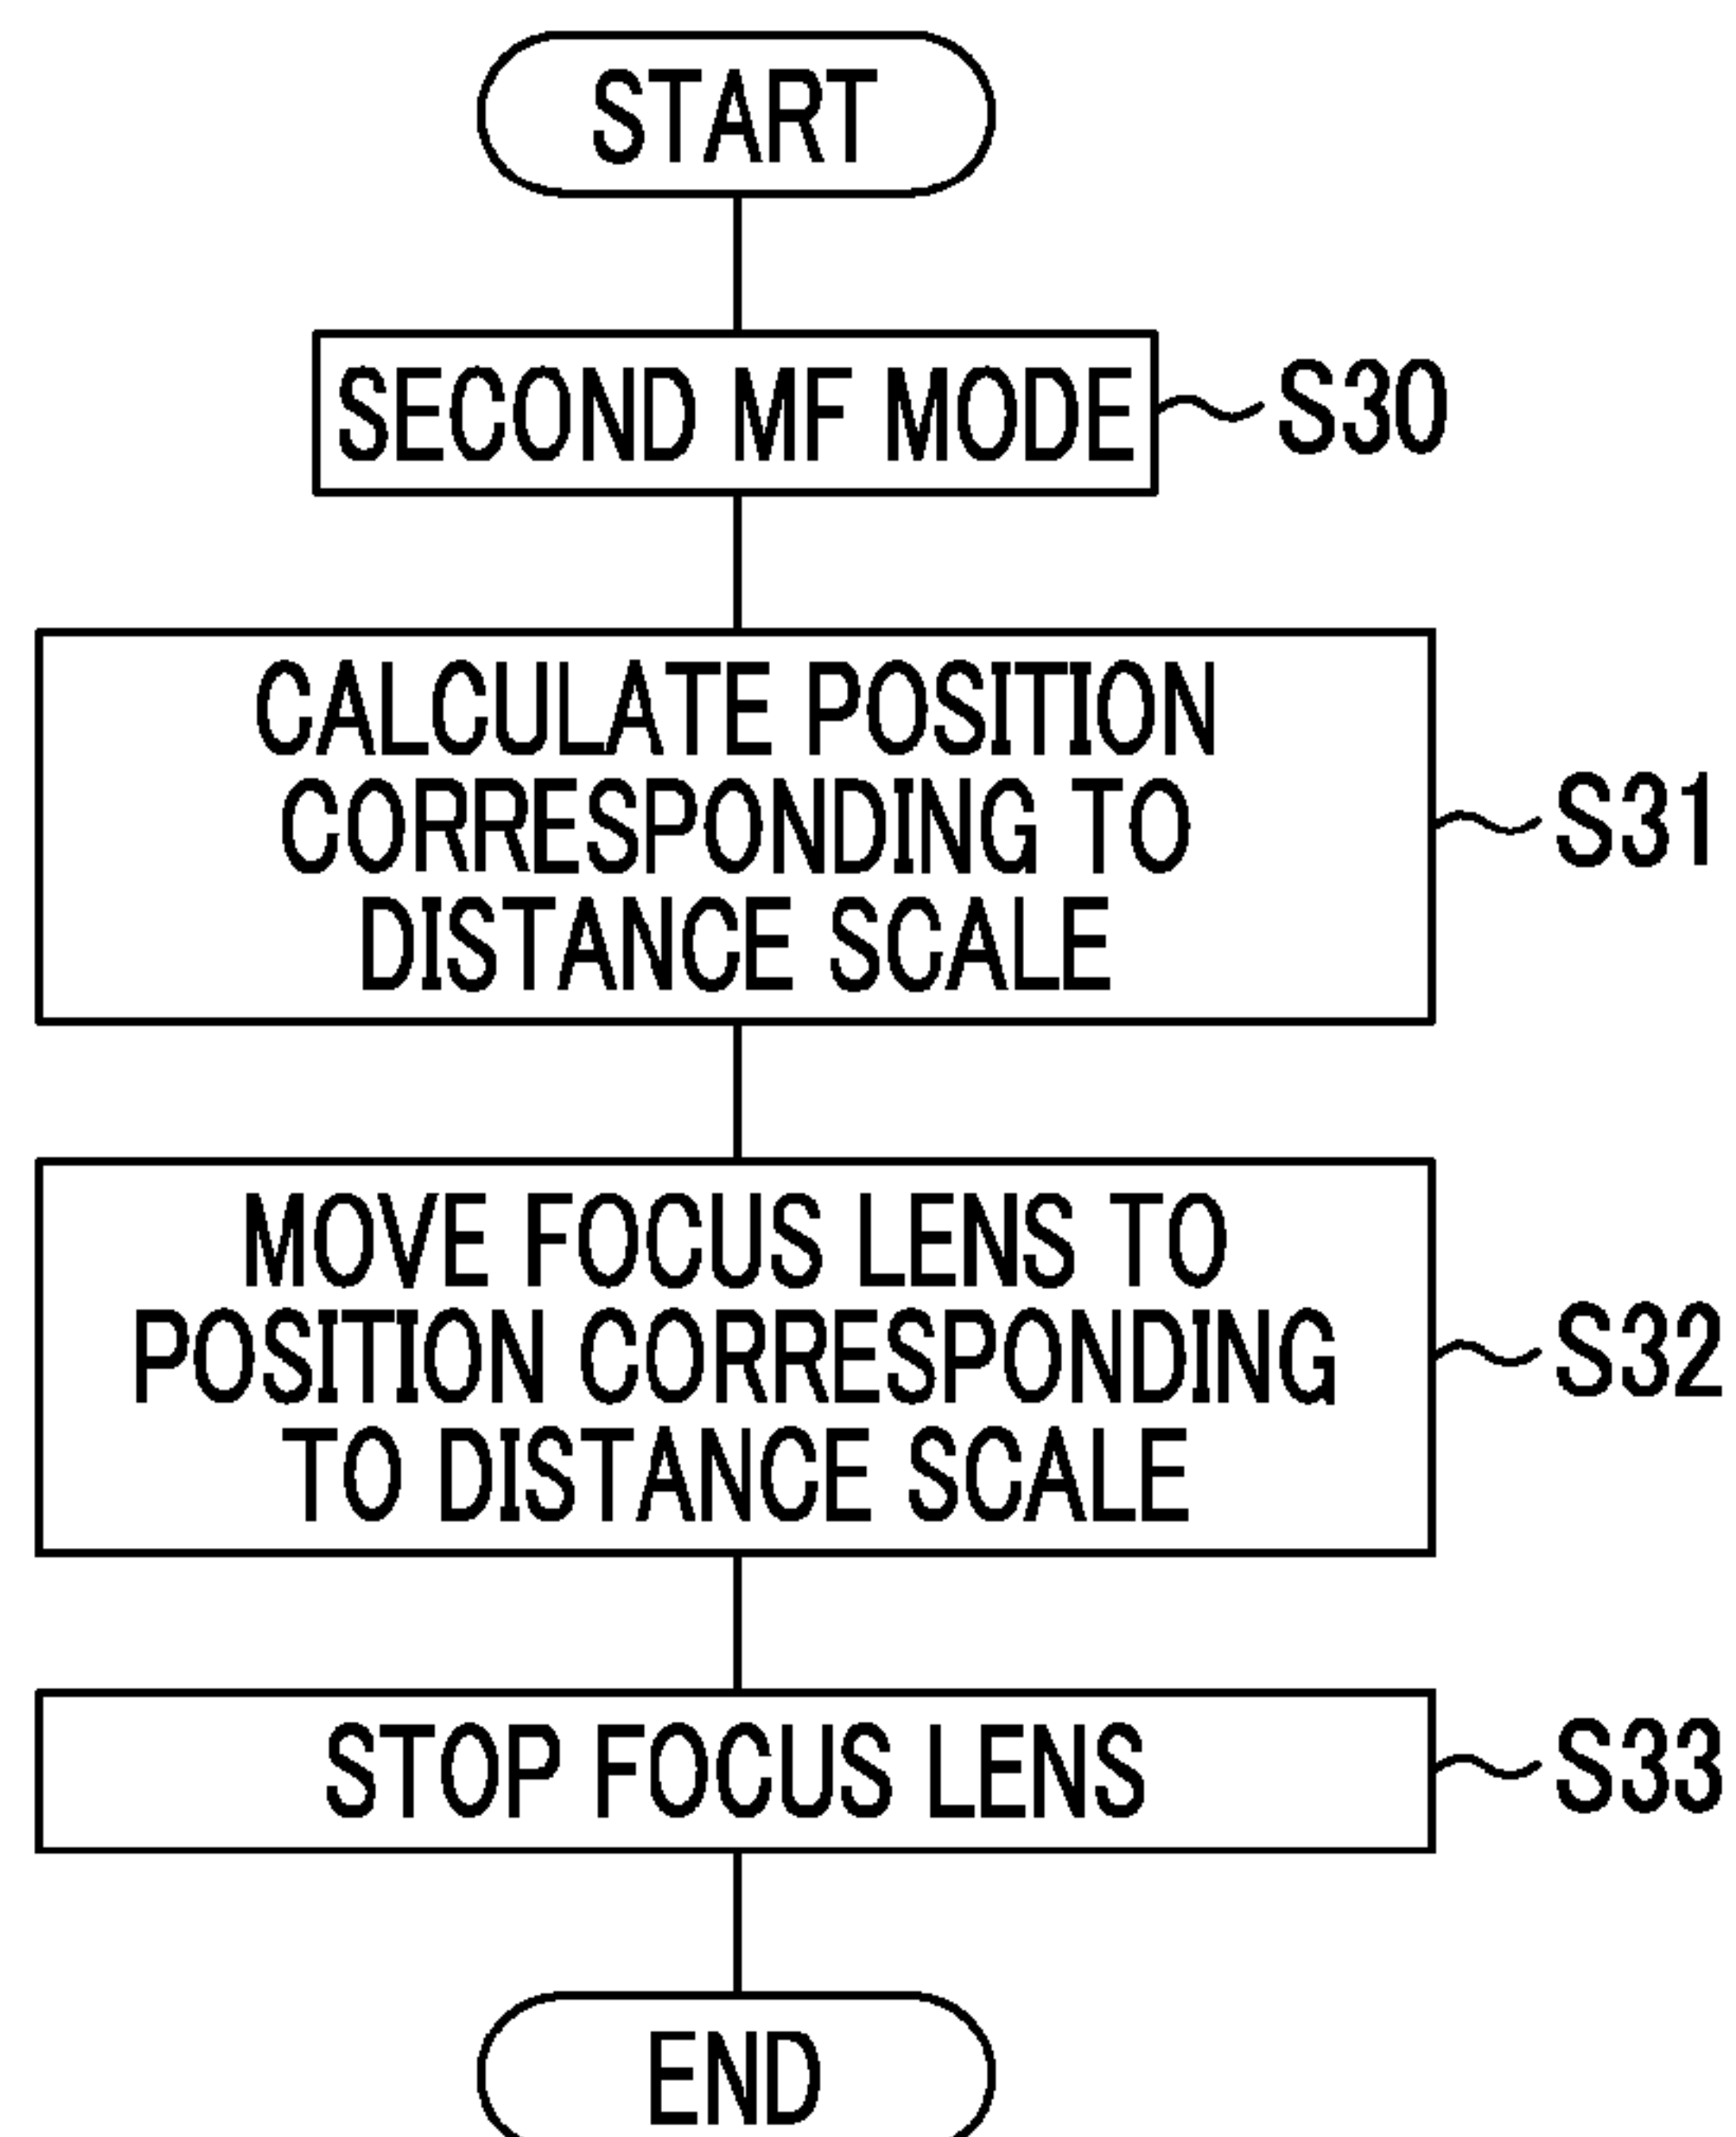 START
SECOND MF MODE
S30
CALCULATE POSITION
CORRESPONDING TO
DISTANCE SCALE
S31
MOVE FOCUS LENS TO
POSITION CORRESPONDING
TO DISTANCE SCALE
S32
STOP FOCUS LENS
S33
END